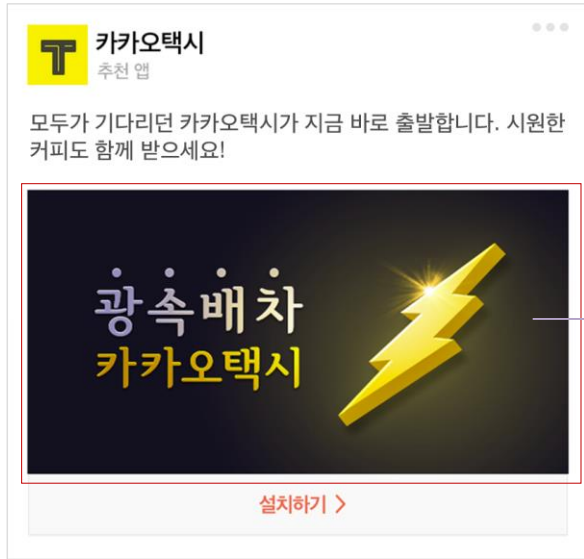 카카오택시
추천 앱
모두가 기다리던 카카오택시가 지금 바로 출발합니다. 시원한
커피도 함께 받으세요!
광속배차
카카오택시
설치하기 >